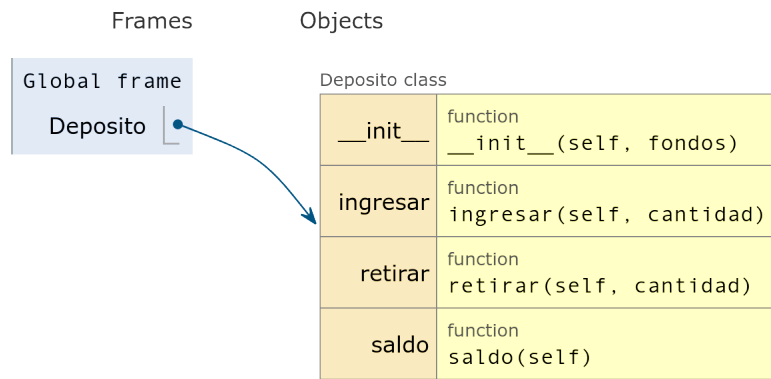 Frames Objects
Global frame
Deposito
Deposito class
__init__
function
__init__(self, fondos)
ingresar
function
ingresar(self, cantidad)
retirar
function
retirar(self, cantidad)
saldo
function
saldo(self)